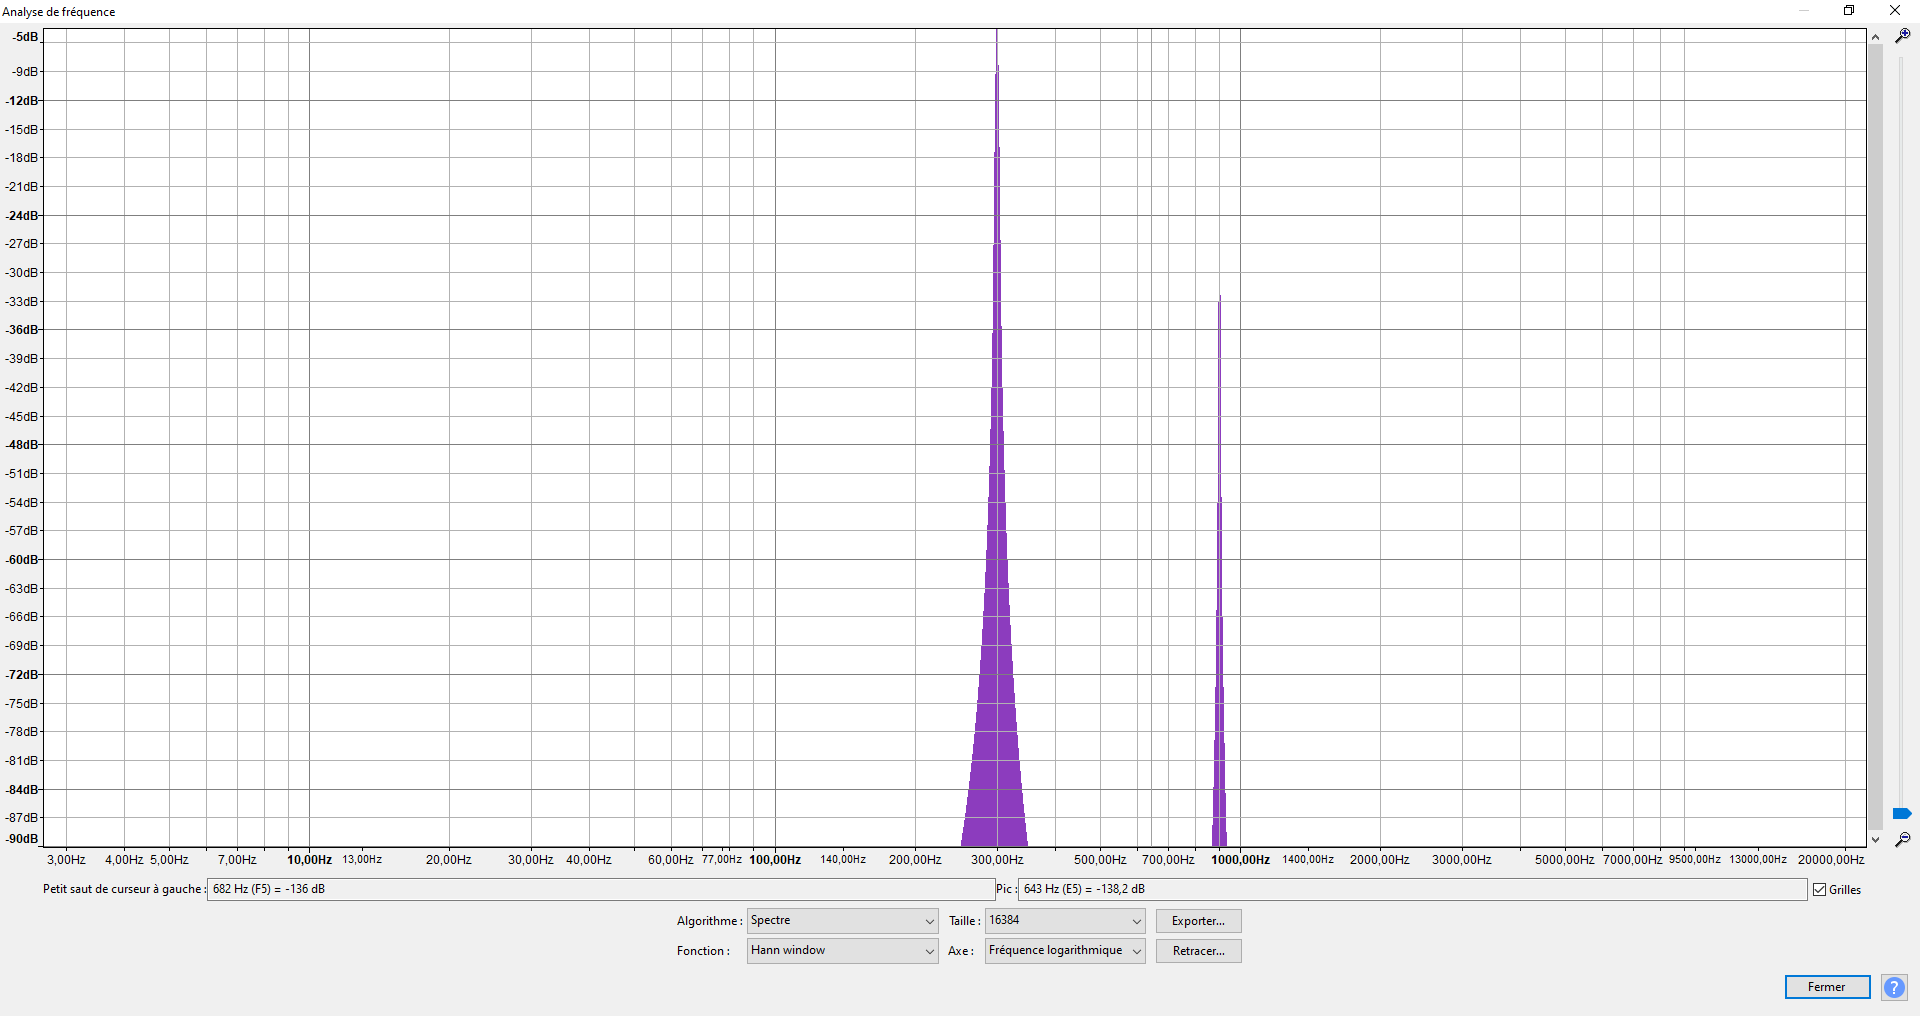 Analyse de fréquence
-5dB
-9dB
-12dB
-15dB
-18dB
-21dB
-24dB
-27dB
-30dB
-33dB
-36dB
-39dB
-42dB
-45dB
-48dB
-51dB
-54dB
-57dB
-60dB
-63dB
-66dB
-69dB
-72dB
-75dB
-78dB
-81dB
-84dB
-87dB
-90dB
3,00Hz 4,00Hz 5,00Hz 7,00Hz 10,00Hz 13,00Hz 20,00Hz 30,00Hz 40,00Hz 60,00Hz 77,00Hz 100,00Hz 140,00Hz 200,00Hz 300,00Hz 500,00Hz 700,00Hz 1000,00Hz 1400,00Hz 2000,00Hz 3000,00Hz 5000,00Hz 7000,00Hz 9500,00Hz 13000,00Hz 20000,00Hz
Petit saut de curseur à gauche : 682 Hz (F5) = -136 dB Pic : 643 Hz (E5) = -138,2 dB Grilles
Algorithme : Spectre Taille : 16384 Exporter...
Fonction : Hann window Axe : Fréquence logarithmique Retracer...
Fermer ?